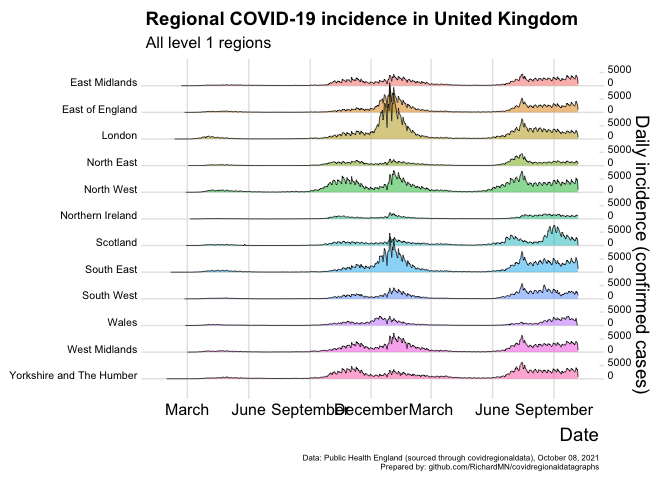 Regional COVID-19 incidence in United Kingdom
All level 1 regions
East Midlands
5000
0
East of England
5000
0
London
5000
0
North East
5000
0
North West
5000
0
Northern Ireland
5000
0
Scotland
5000
0
South East
5000
0
South West
5000
0
Wales
5000
0
West Midlands
5000
0
Yorkshire and The Humber
5000
0
Daily incidence (confirmed cases)
March June September December March June September
Date
Data: Public Health England (sourced through covidregionaldata), October 08, 2021
Prepared by: github.com/RichardMN/covidregionaldatagraphs